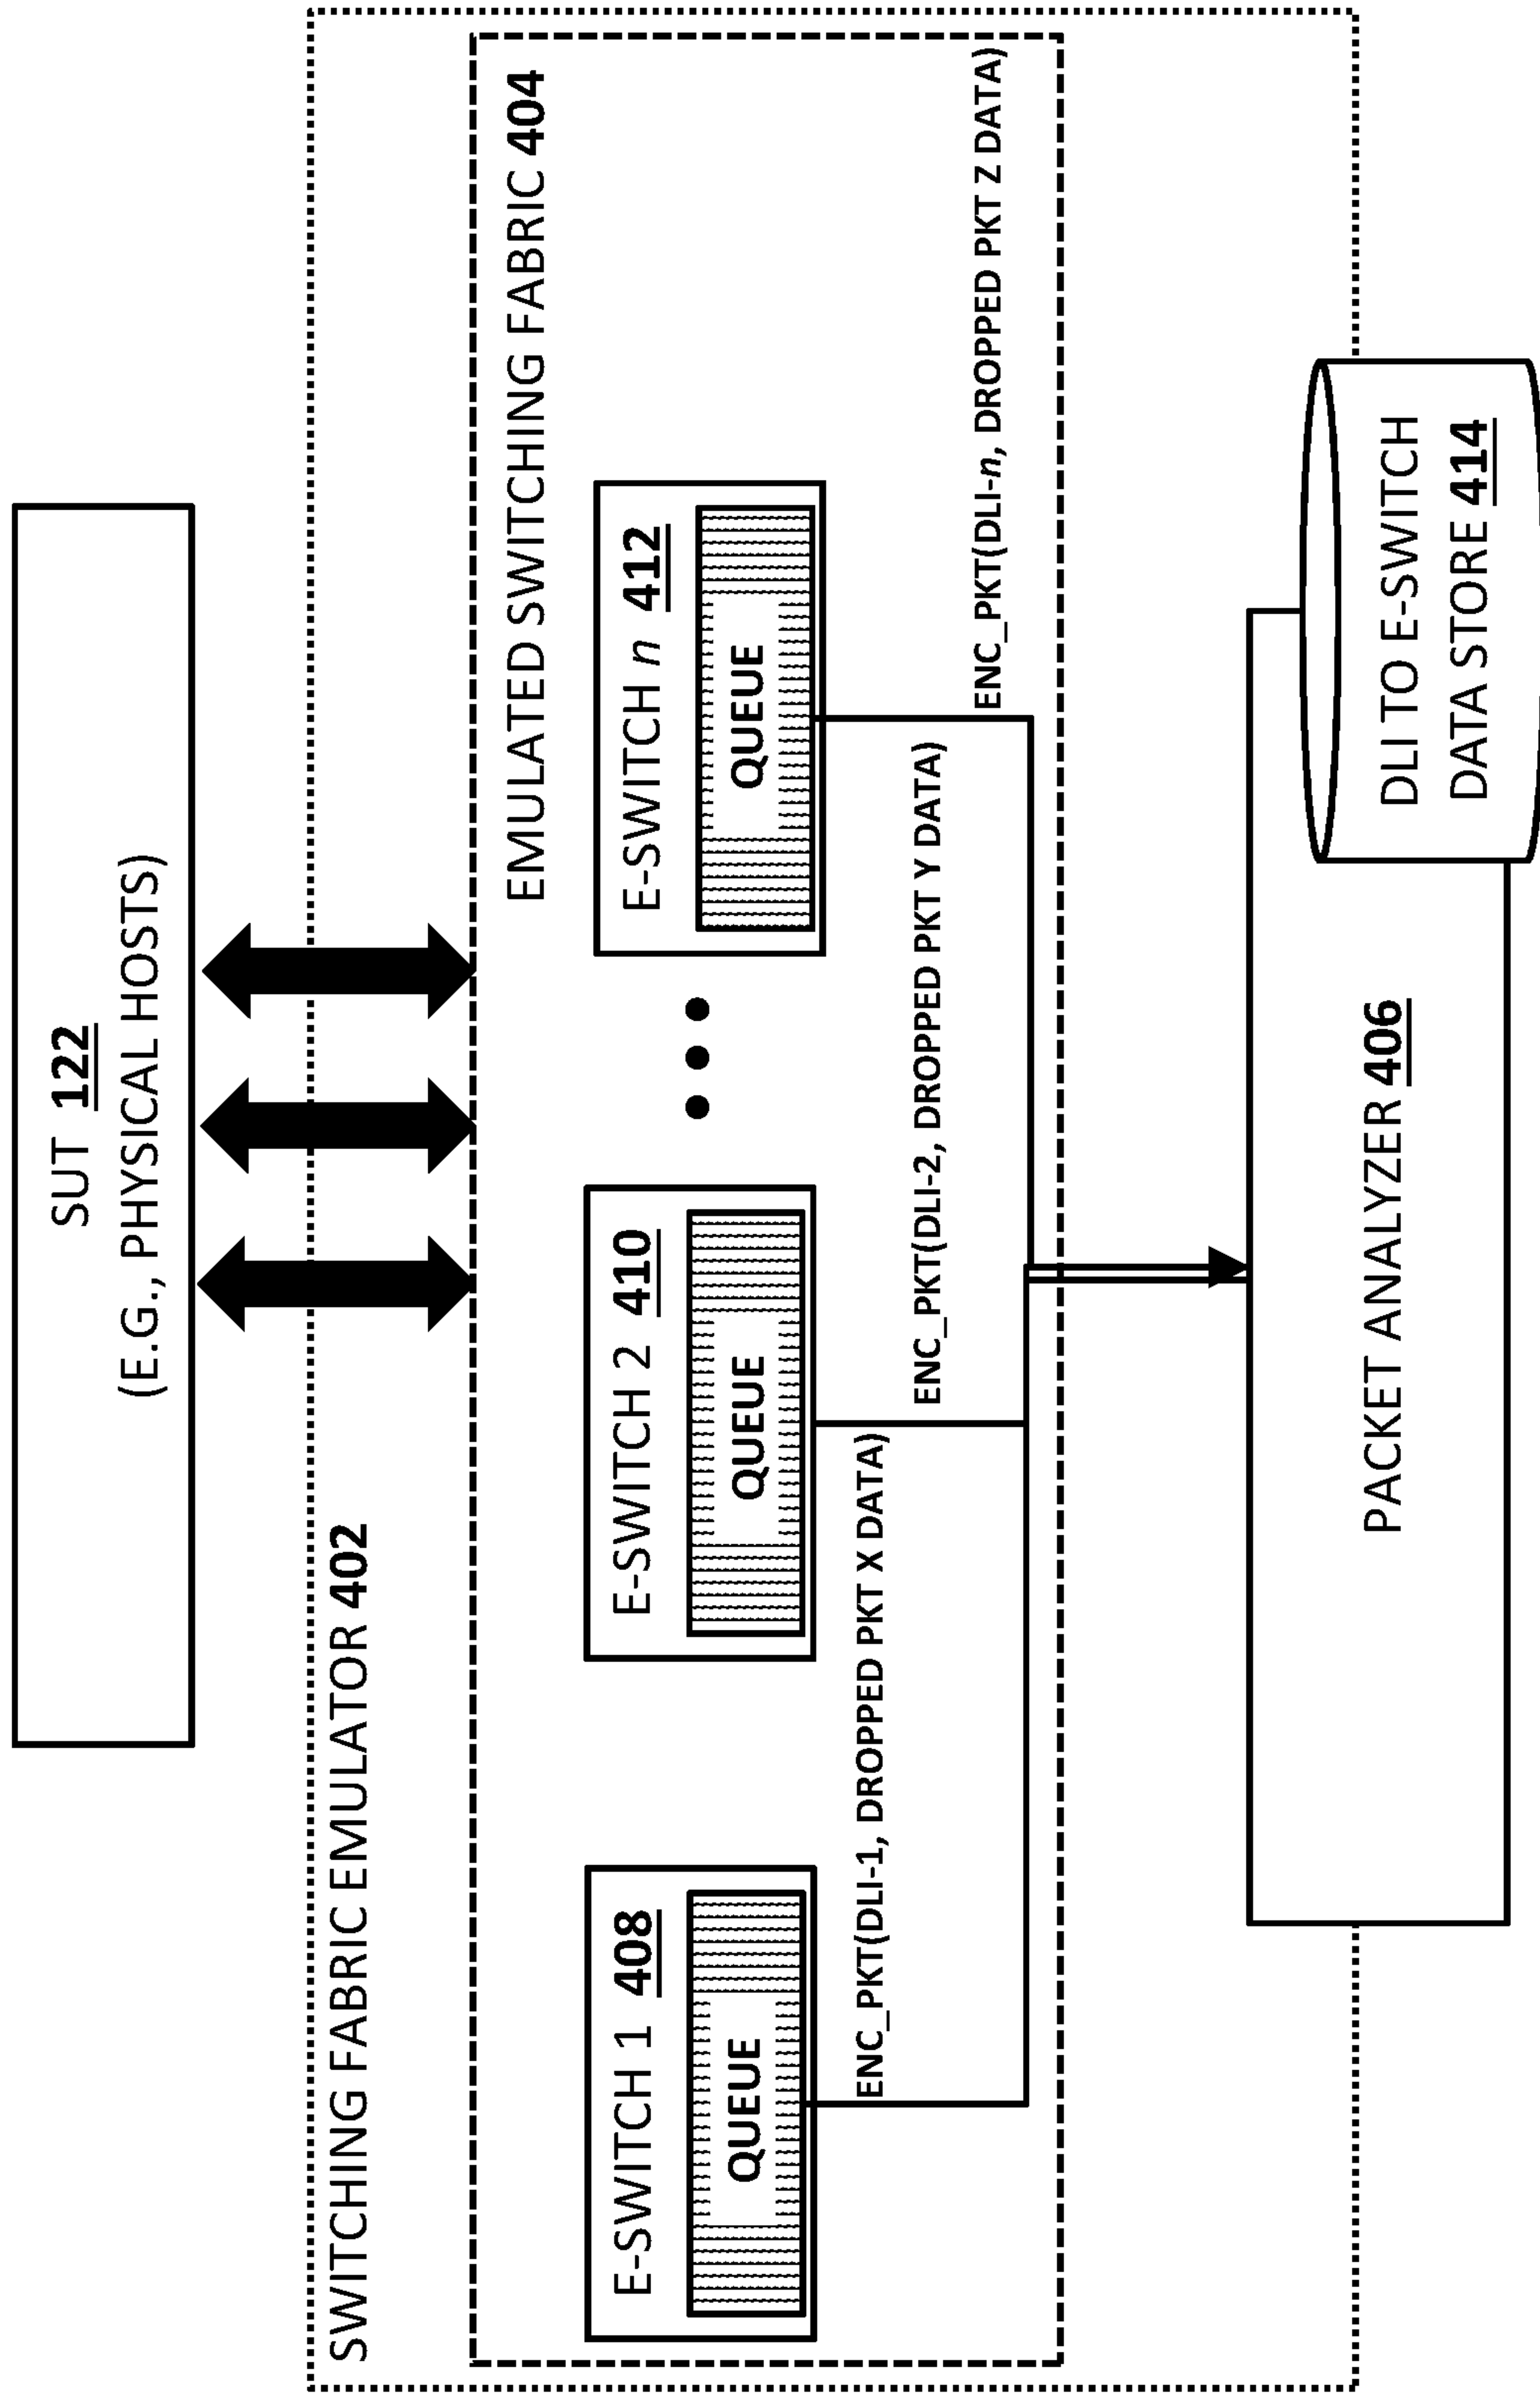 SUT 122
(E.G., PHYSICAL HOSTS)
SWITCHING FABRIC EMULATOR 402
EMULATED SWITCHING FABRIC 404
E-SWITCH 1 408
QUEUE
E-SWITCH 2 410
QUEUE
E-SWITCH n 412
QUEUE
ENC_PKT(DLI-1, DROPPED PKT X DATA)
ENC_PKT(DLI-2, DROPPED PKT Y DATA)
ENC_PKT(DLI-n, DROPPED PKT Z DATA)
PACKET ANALYZER 406
DLI TO E-SWITCH
DATA STORE 414